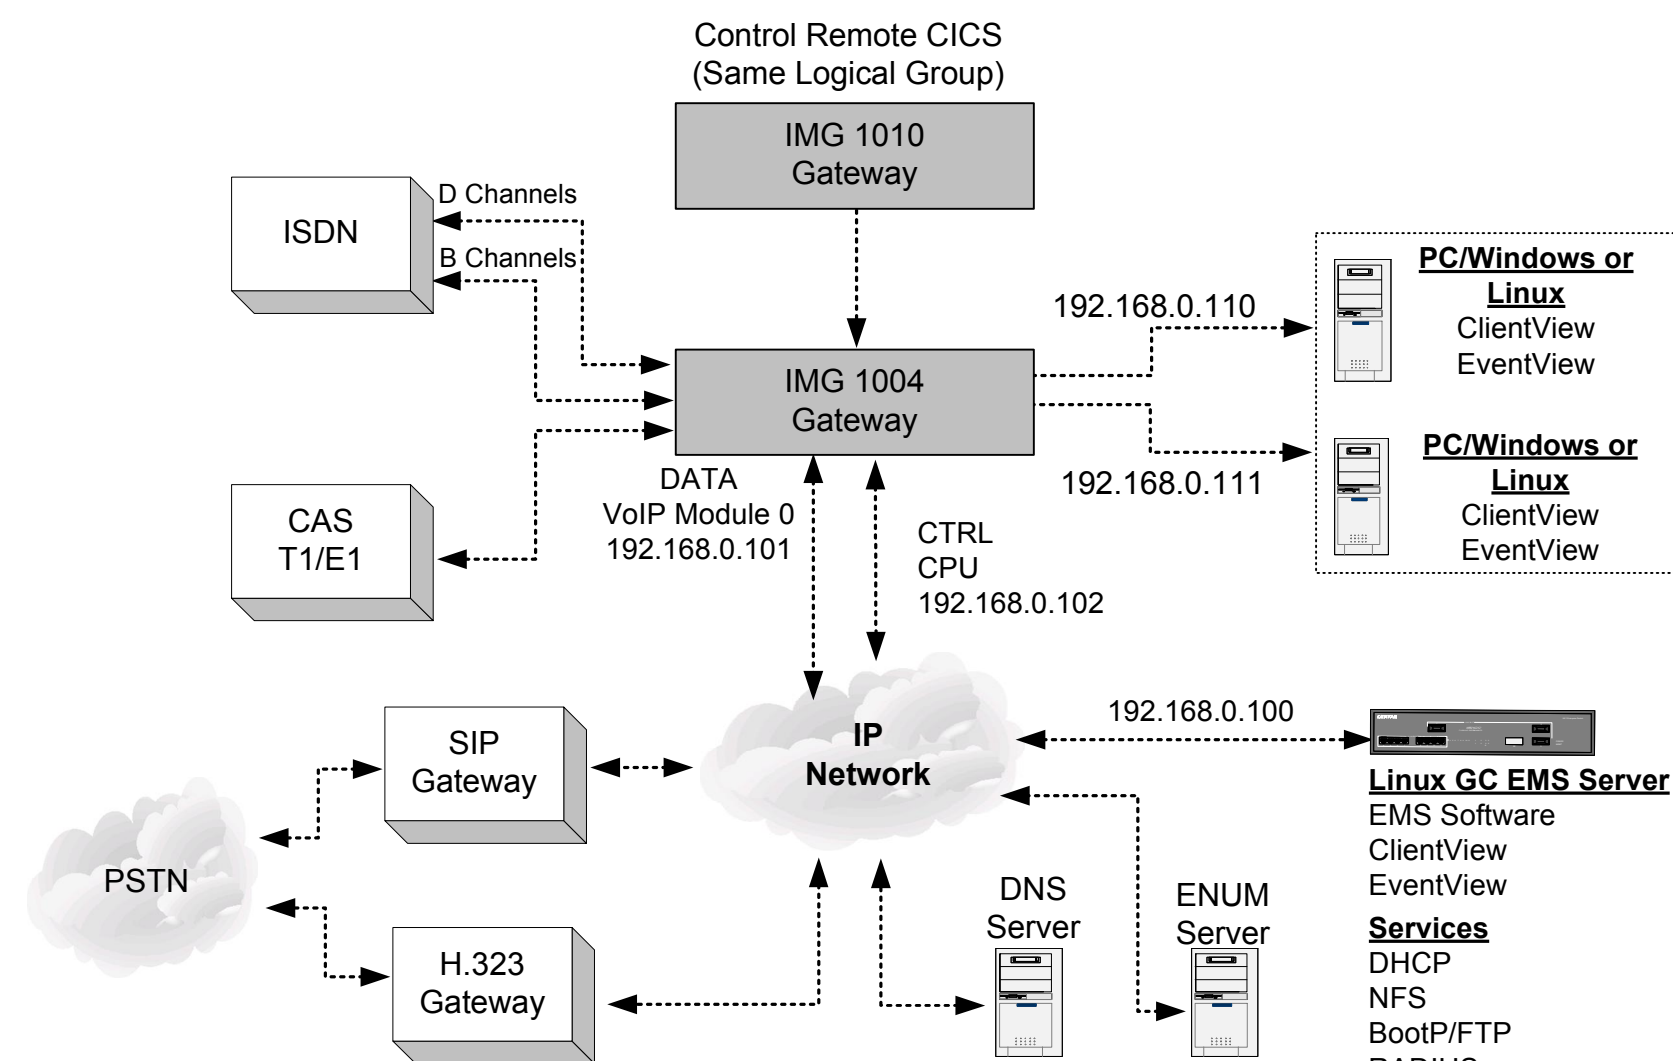 Control Remote CICS
(Same Logical Group)
IMG 1010
Gateway
D Channels
ISDN
B Channels
192.168.0.110
PC/Windows or
Linux
ClientView
EventView
IMG 1004
Gateway
192.168.0.111
PC/Windows or
Linux
ClientView
EventView
DATA
VoIP Module 0
192.168.0.101
CTRL
CPU
192.168.0.102
CAS
T1/E1
SIP
Gateway
IP
Network
192.168.0.100
Linux GC EMS Server
EMS Software
ClientView
EventView
PSTN
DNS
Server
ENUM
Server
Services
DHCP
NFS
BootP/FTP
RADIUS
H.323
Gateway